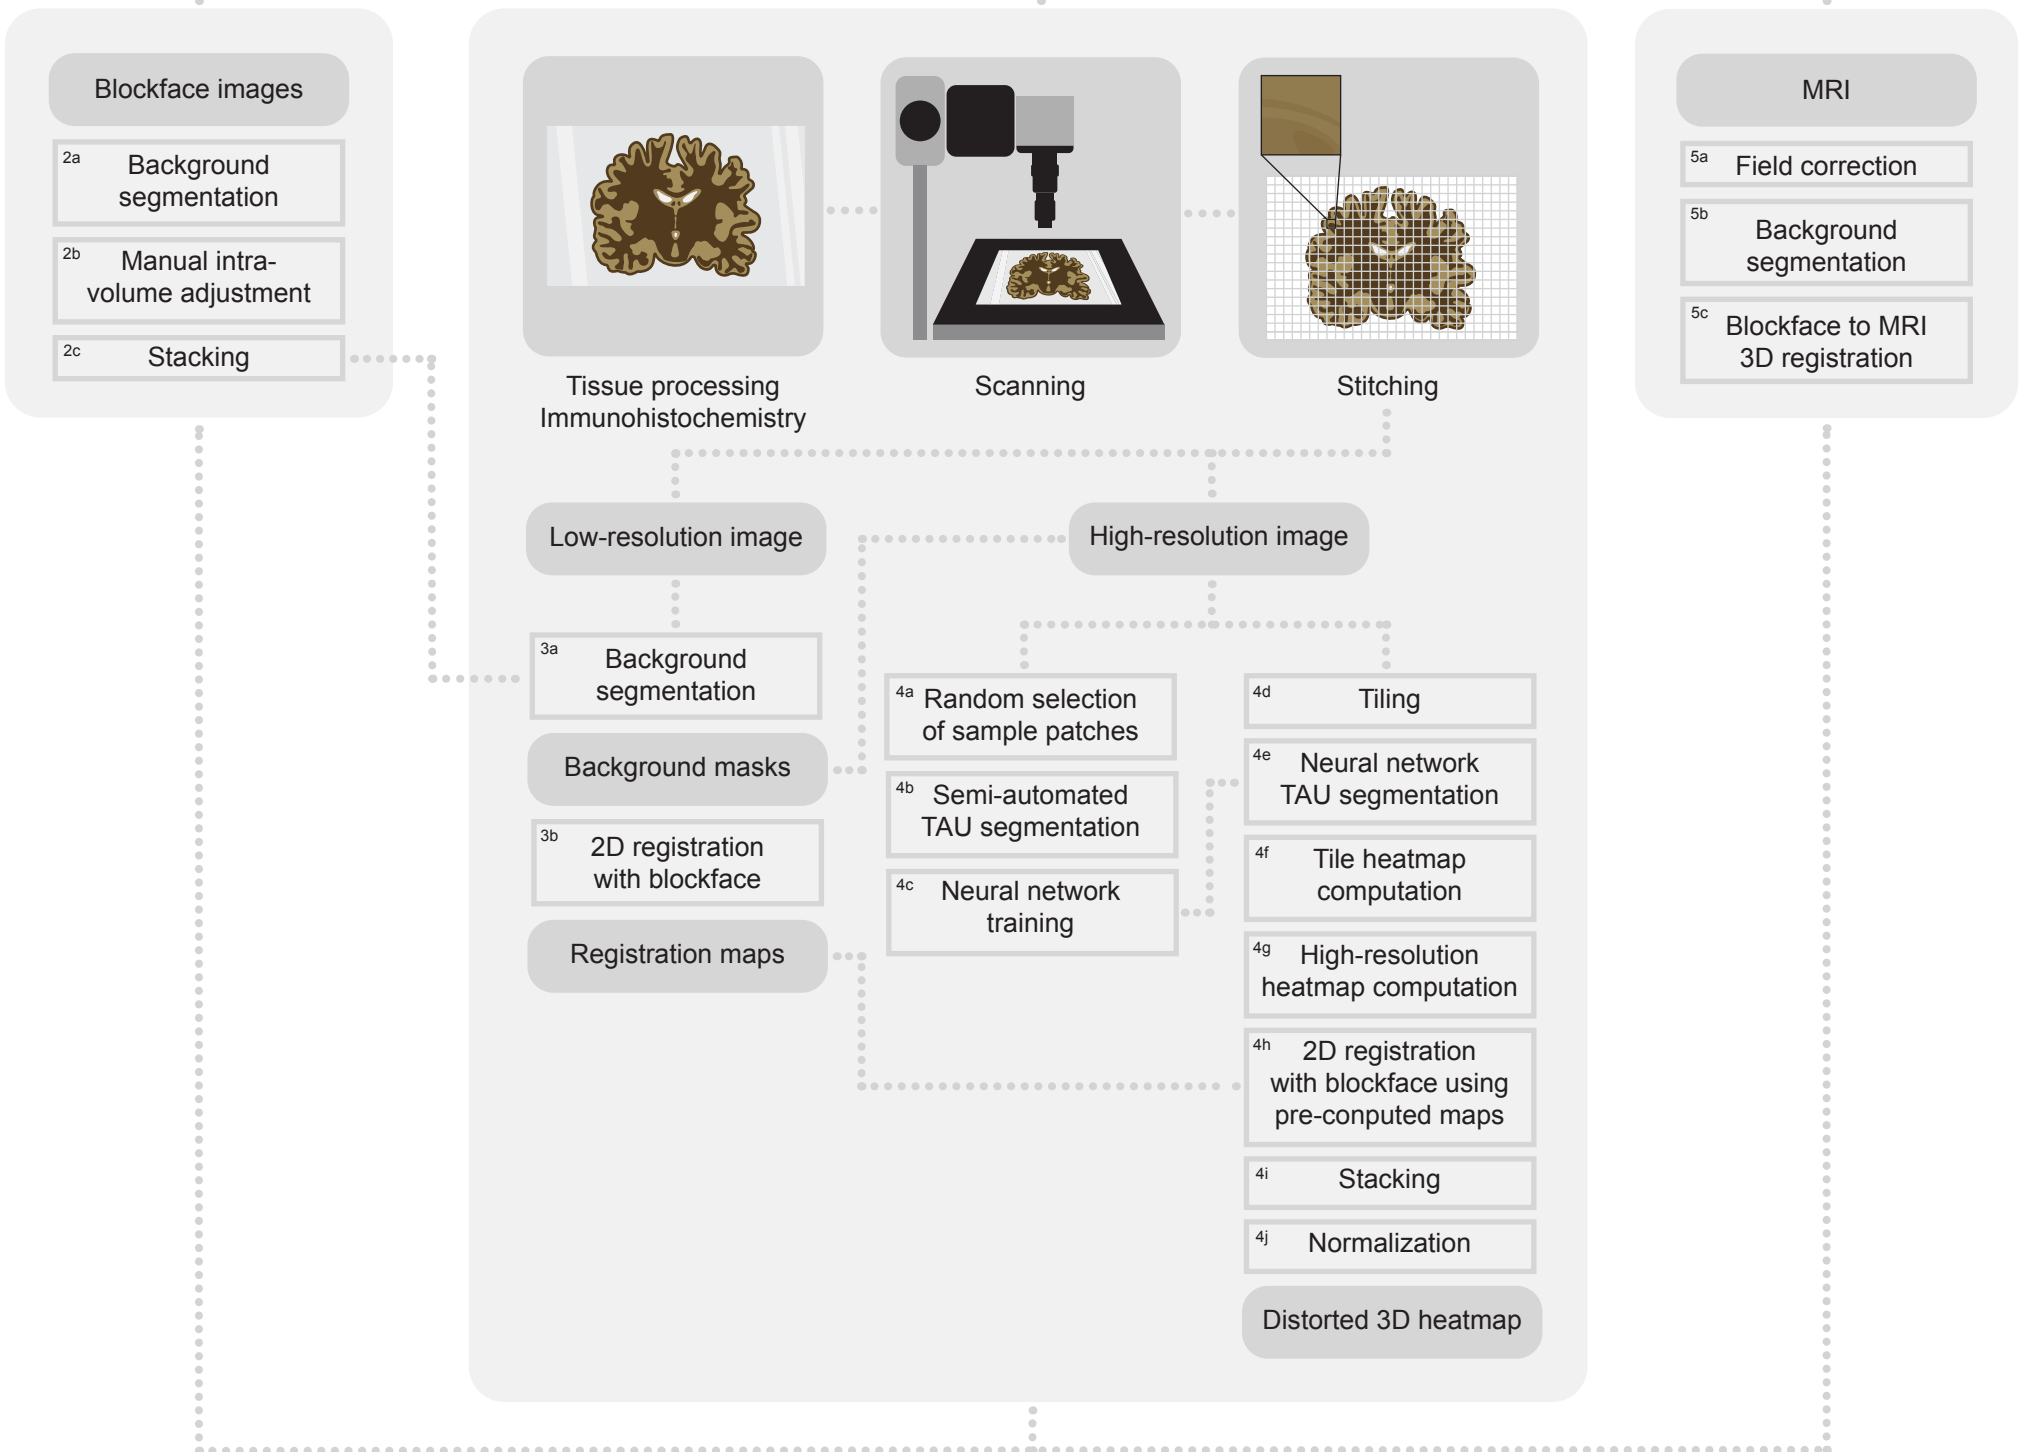 Blockface images
2a Background
segmentation
2b Manual intra-
volume adjustment
2c Stacking
Tissue processing
Immunohistochemistry
Scanning
Stitching
Low-resolution image
High-resolution image
3a Background
segmentation
Background masks
3b 2D registration
with blockface
Registration maps
4a Random selection
of sample patches
4b Semi-automated
TAU segmentation
4c Neural network
training
4d Tiling
4e Neural network
TAU segmentation
4f Tile heatmap
computation
4g High-resolution
heatmap computation
4h 2D registration
with blockface using
pre-conputed maps
4i Stacking
4j Normalization
Distorted 3D heatmap
MRI
5a Field correction
5b Background
segmentation
5c Blockface to MRI
3D registration